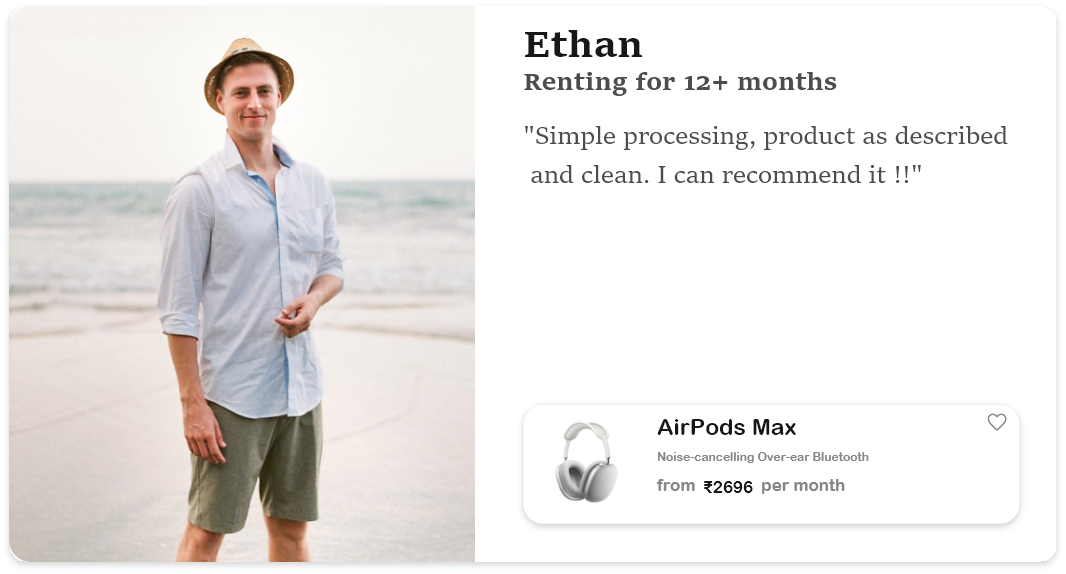 Ethan
Renting for 12+ months
"Simple processing, product as described
and clean. I can recommend it !!"
AirPods Max
Noise-cancelling Over-ear Bluetooth
from ₹2696 per month